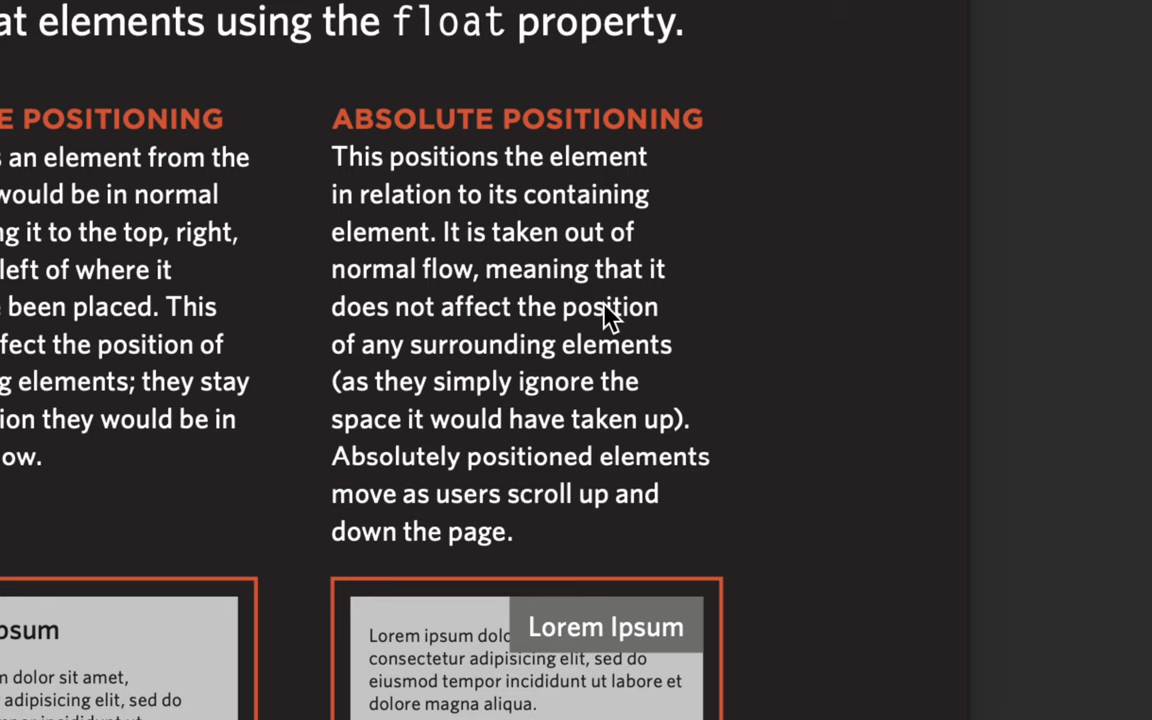 at elements using the float property.
E POSITIONING
s an element from the
would be in normal
ng it to the top, right,
left of where it
been placed. This
fect the position of
g elements; they stay
ion they would be in
ow.
ABSOLUTE POSITIONING
This positions the element
in relation to its containing
element. It is taken out of
normal flow, meaning that it
does not affect the position
of any surrounding elements
(as they simply ignore the
space it would have taken up).
Absolutely positioned elements
move as users scroll up and
down the page.
psum
m dolor sit amet,
adipisicing elit, sed do
Lorem Ipsum
Lorem ipsum dolo
consectetur adipisicing elit, sed do
eiusmod tempor incididunt ut labore et
dolore magna aliqua.